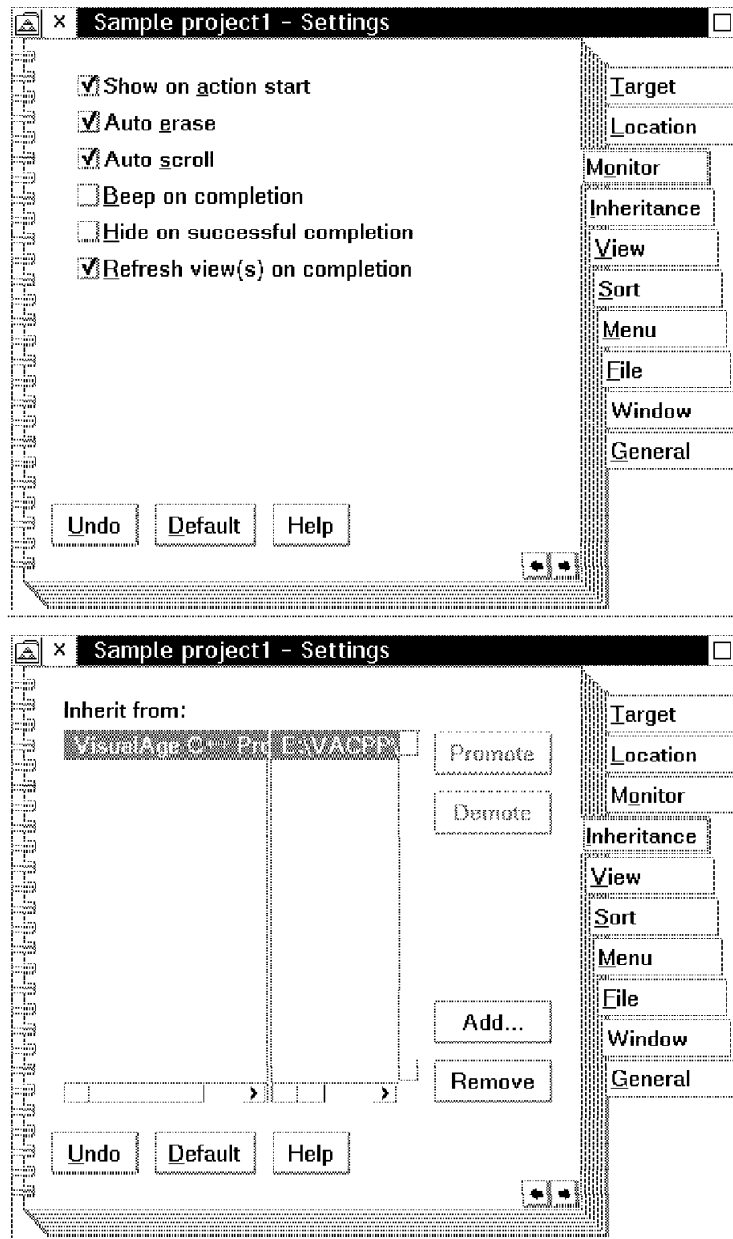 Sample project1 - Settings
Show on action start
Auto erase
Auto scroll
Beep on completion
Hide on successful completion
Refresh view(s) on completion
Undo Default Help
Target
Location
Monitor
Inheritance
View
Sort
Menu
File
Window
General
Sample project1 - Settings
Inherit from:
VisualAge C++ Pro E:\VACPP\
Promote
Demote
Add...
Remove
Undo Default Help
Target
Location
Monitor
Inheritance
View
Sort
Menu
File
Window
General